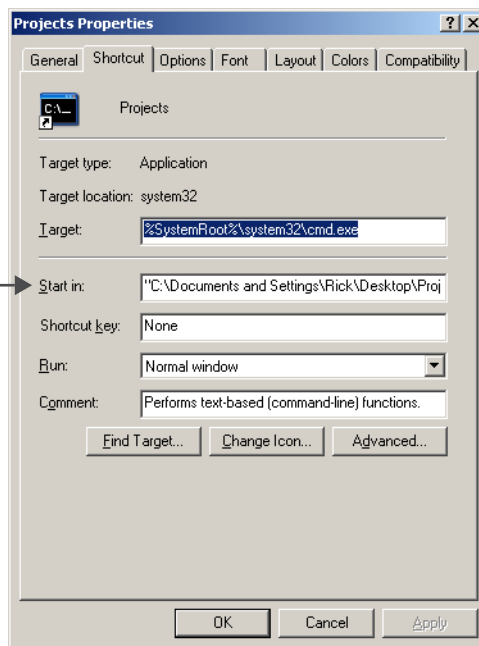 Projects Properties
General Shortcut Options Font Layout Colors Compatibility
C:\_
Projects
Target type: Application
Target location: system32
Target: %SystemRoot%\system32\cmd.exe
Start in: "C:\Documents and Settings\Rick\Desktop\Proj
Shortcut key: None
Run: Normal window
Comment: Performs text-based (command-line) functions.
Find Target... Change Icon... Advanced...
OK Cancel Apply